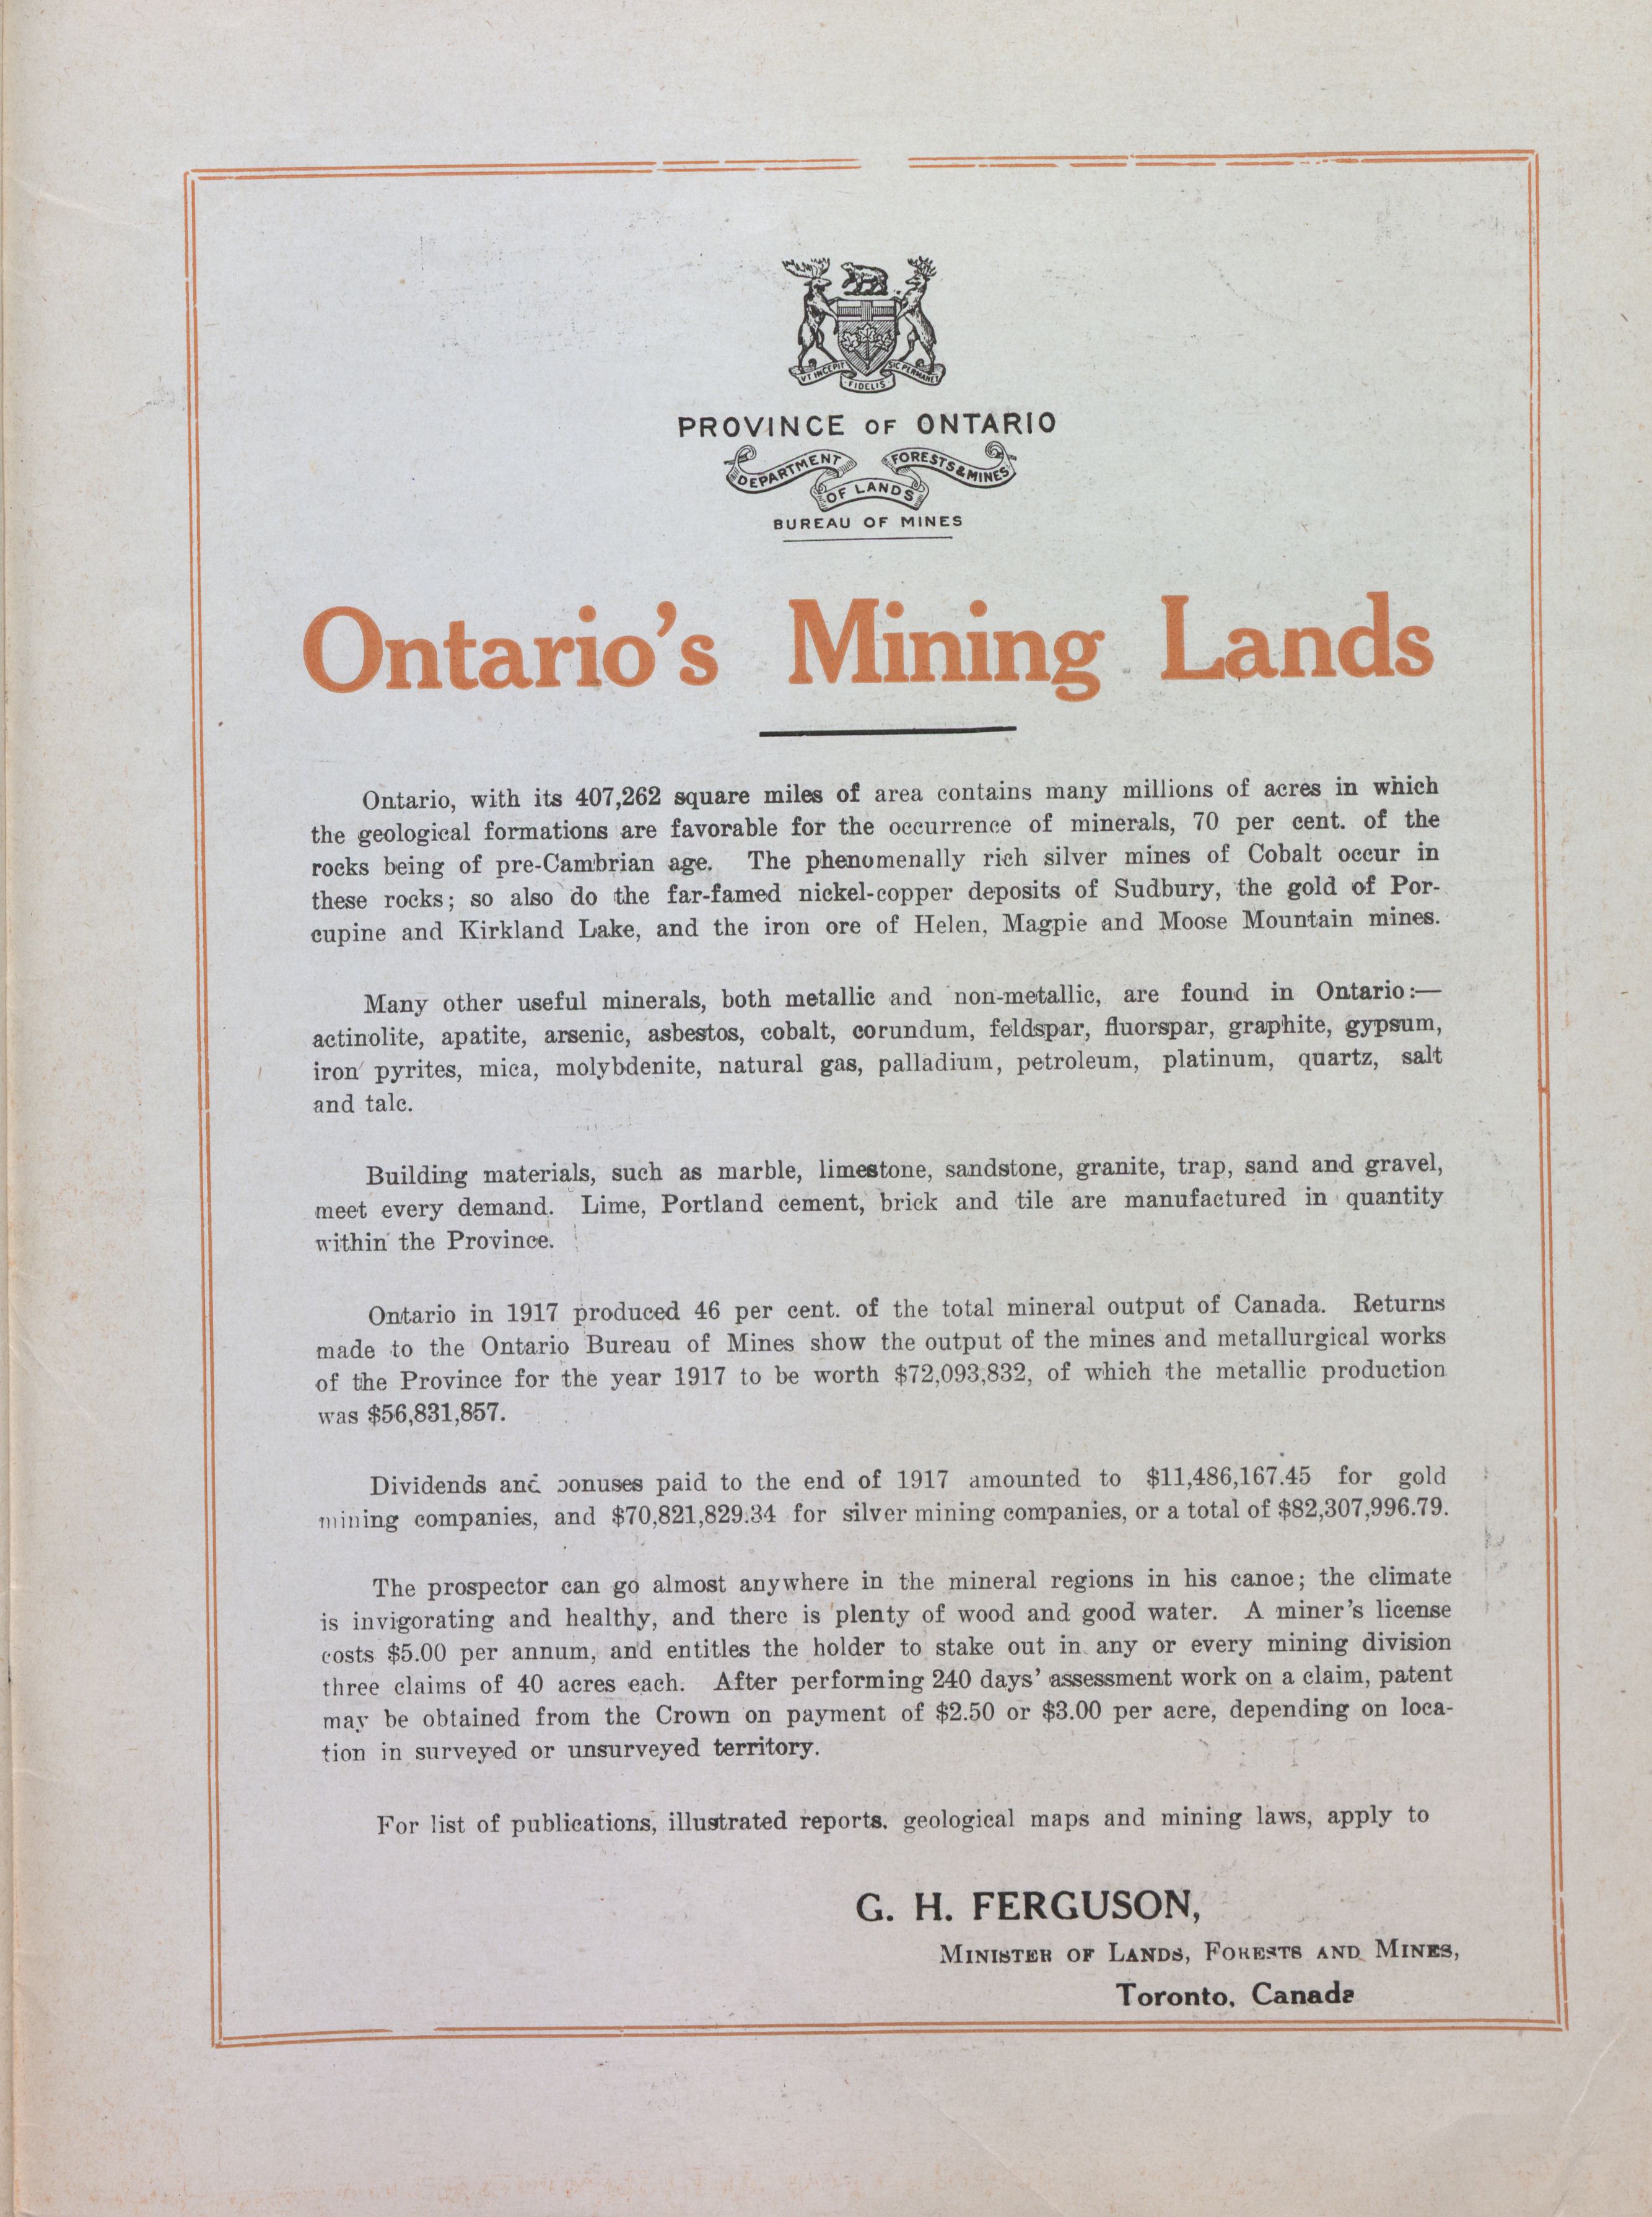 VT INCEPIT
FIDELIS
SIC PERMANET
PROVINCE OF ONTARIO
DEPARTMENT
OF LANDS
FORESTS & MINES
BUREAU OF MINES
Ontario's Mining Lands
Ontario, with its 407,262 square miles of area contains many millions of acres in which
the geological formations are favorable for the occurrence of minerals, 70 per cent. of the
rocks being of pre-Cambrian age. The phenomenally rich silver mines of Cobalt occur in
these rocks; so also do the far-famed nickel-copper deposits of Sudbury, the gold of Por-
cupine and Kirkland Lake, and the iron ore of Helen, Magpie and Moose Mountain mines.
Many other useful minerals, both metallic and non-metallic, are found in Ontario:—
actinolite, apatite, arsenic, asbestos, cobalt, corundum, feldspar, fluorspar, graphite, gypsum,
iron pyrites, mica, molybdenite, natural gas, palladium, petroleum, platinum, quartz, salt
and talc.
Building materials, such as marble, limestone, sandstone, granite, trap, sand and gravel,
meet every demand. Lime, Portland cement, brick and tile are manufactured in quantity
within the Province.
Ontario in 1917 produced 46 per cent. of the total mineral output of Canada. Returns
made to the Ontario Bureau of Mines show the output of the mines and metallurgical works
of the Province for the year 1917 to be worth $72,093,832, of which the metallic production
was $56,831,857.
Dividends and bonuses paid to the end of 1917 amounted to $11,486,167.45 for gold
mining companies, and $70,821,829.34 for silver mining companies, or a total of $82,307,996.79.
The prospector can go almost anywhere in the mineral regions in his canoe; the climate
is invigorating and healthy, and there is plenty of wood and good water. A miner's license
costs $5.00 per annum, and entitles the holder to stake out in any or every mining division
three claims of 40 acres each. After performing 240 days' assessment work on a claim, patent
may be obtained from the Crown on payment of $2.50 or $3.00 per acre, depending on loca-
tion in surveyed or unsurveyed territory.
For list of publications, illustrated reports, geological maps and mining laws, apply to
G. H. FERGUSON,
MINISTER OF LANDS, FORESTS AND MINES,
Toronto, Canada